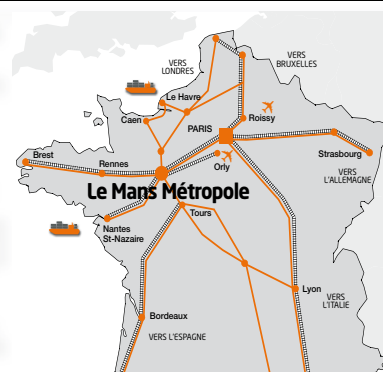 VERS
LONDRES
VERS
BRUXELLES
Le Havre
Caen
PARIS
Roissy
Brest
Rennes
Orly
Strasbourg
VERS
L'ALLEMAGNE
Le Mans Métropole
Tours
Nantes
St-Nazaire
Lyon
VERS
L'ITALIE
Bordeaux
VERS L'ESPAGNE